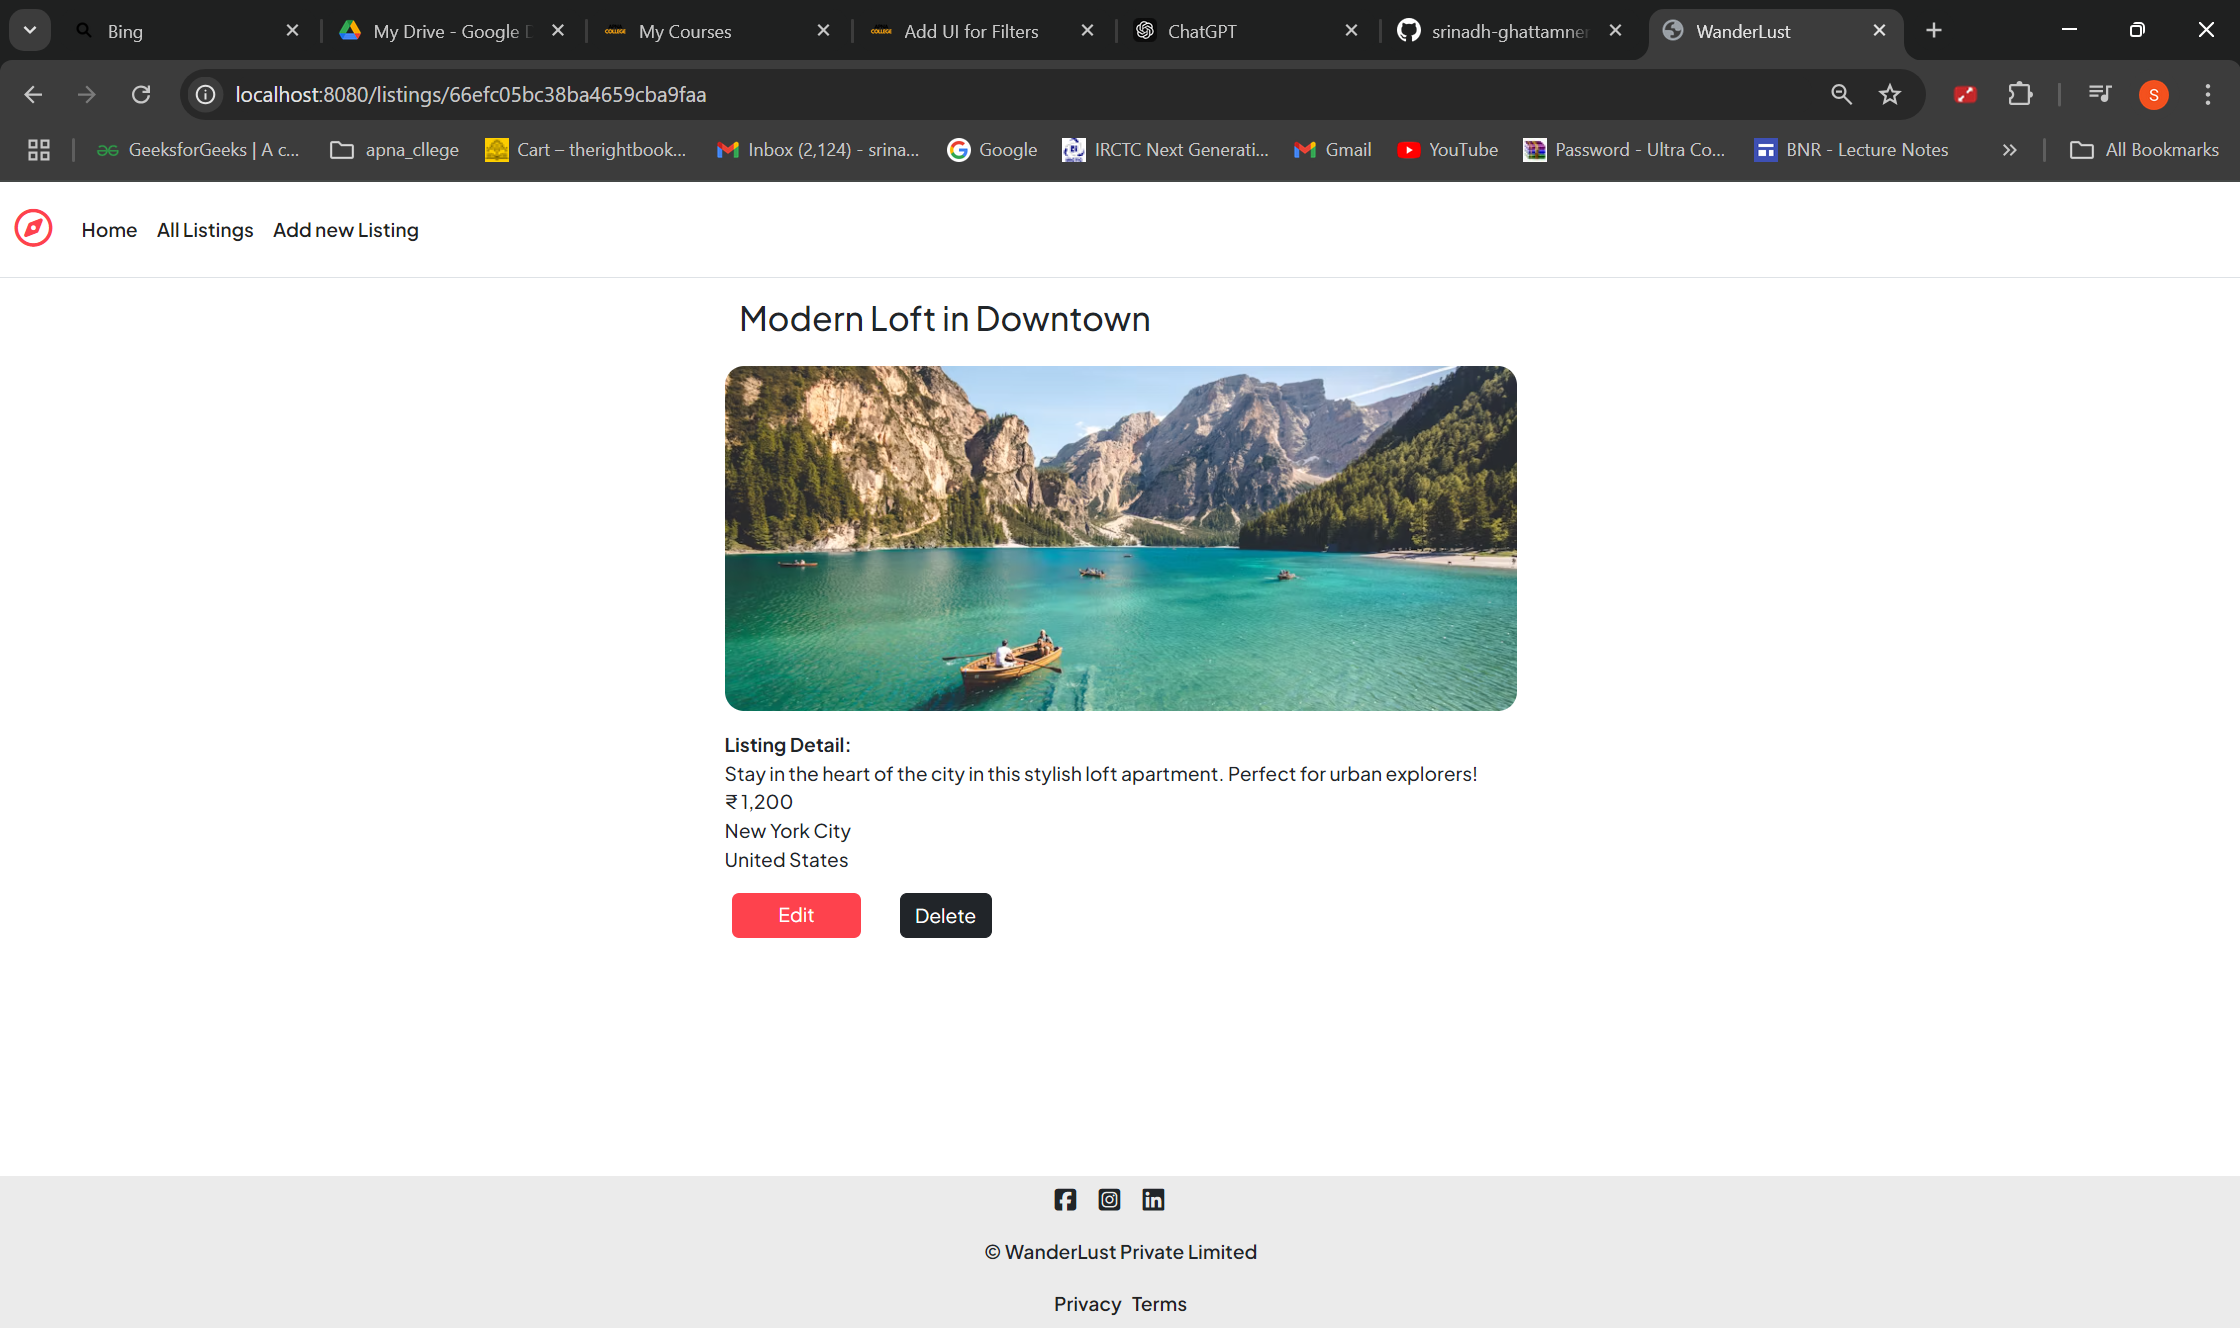 Bing
My Drive - Google D
My Courses
Add UI for Filters
ChatGPT
srinadh-ghattamner
WanderLust
localhost:8080/listings/66efc05bc38ba4659cba9faa
S
GeeksforGeeks | A c...
apna_cllege
Cart – therightbook...
Inbox (2,124) - srina...
Google
IRCTC Next Generati...
Gmail
YouTube
Password - Ultra Co...
BNR - Lecture Notes
All Bookmarks
Home
All Listings
Add new Listing
Modern Loft in Downtown
Listing Detail:
Stay in the heart of the city in this stylish loft apartment. Perfect for urban explorers!
₹ 1,200
New York City
United States
Edit
Delete
© WanderLust Private Limited
Privacy Terms